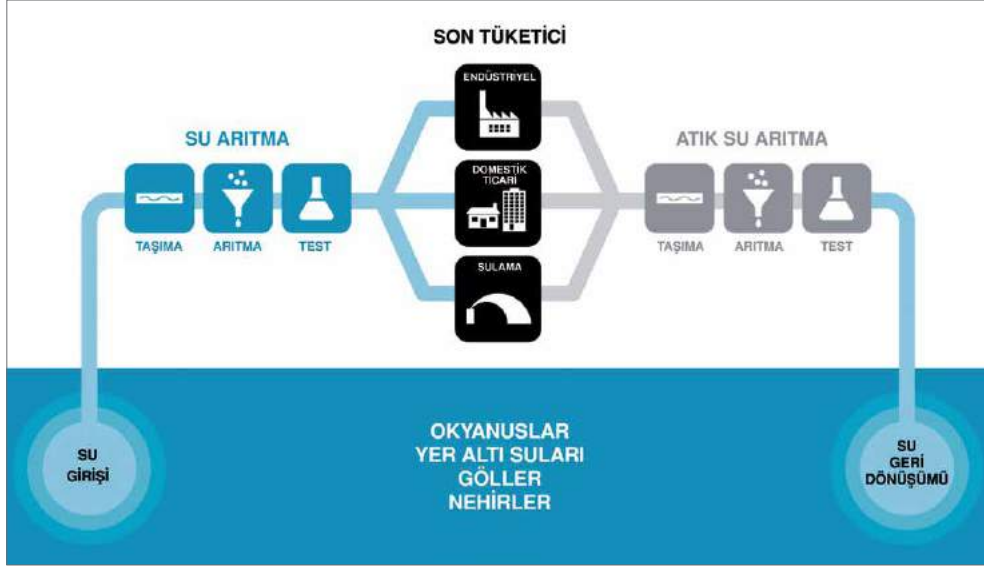 SON TÜKETİCİ
ENDÜSTRİYEL
SU ARITMA
ATIK SU ARITMA
DOMESTİK
TİCARİ
TAŞIMA
ARITMA
TEST
TAŞIMA
ARITMA
TEST
SULAMA
SU
GİRİŞİ
OKYANUSLAR
YER ALTI SULARI
GÖLLER
NEHİRLER
SU
GERİ
DÖNÜŞÜMÜ